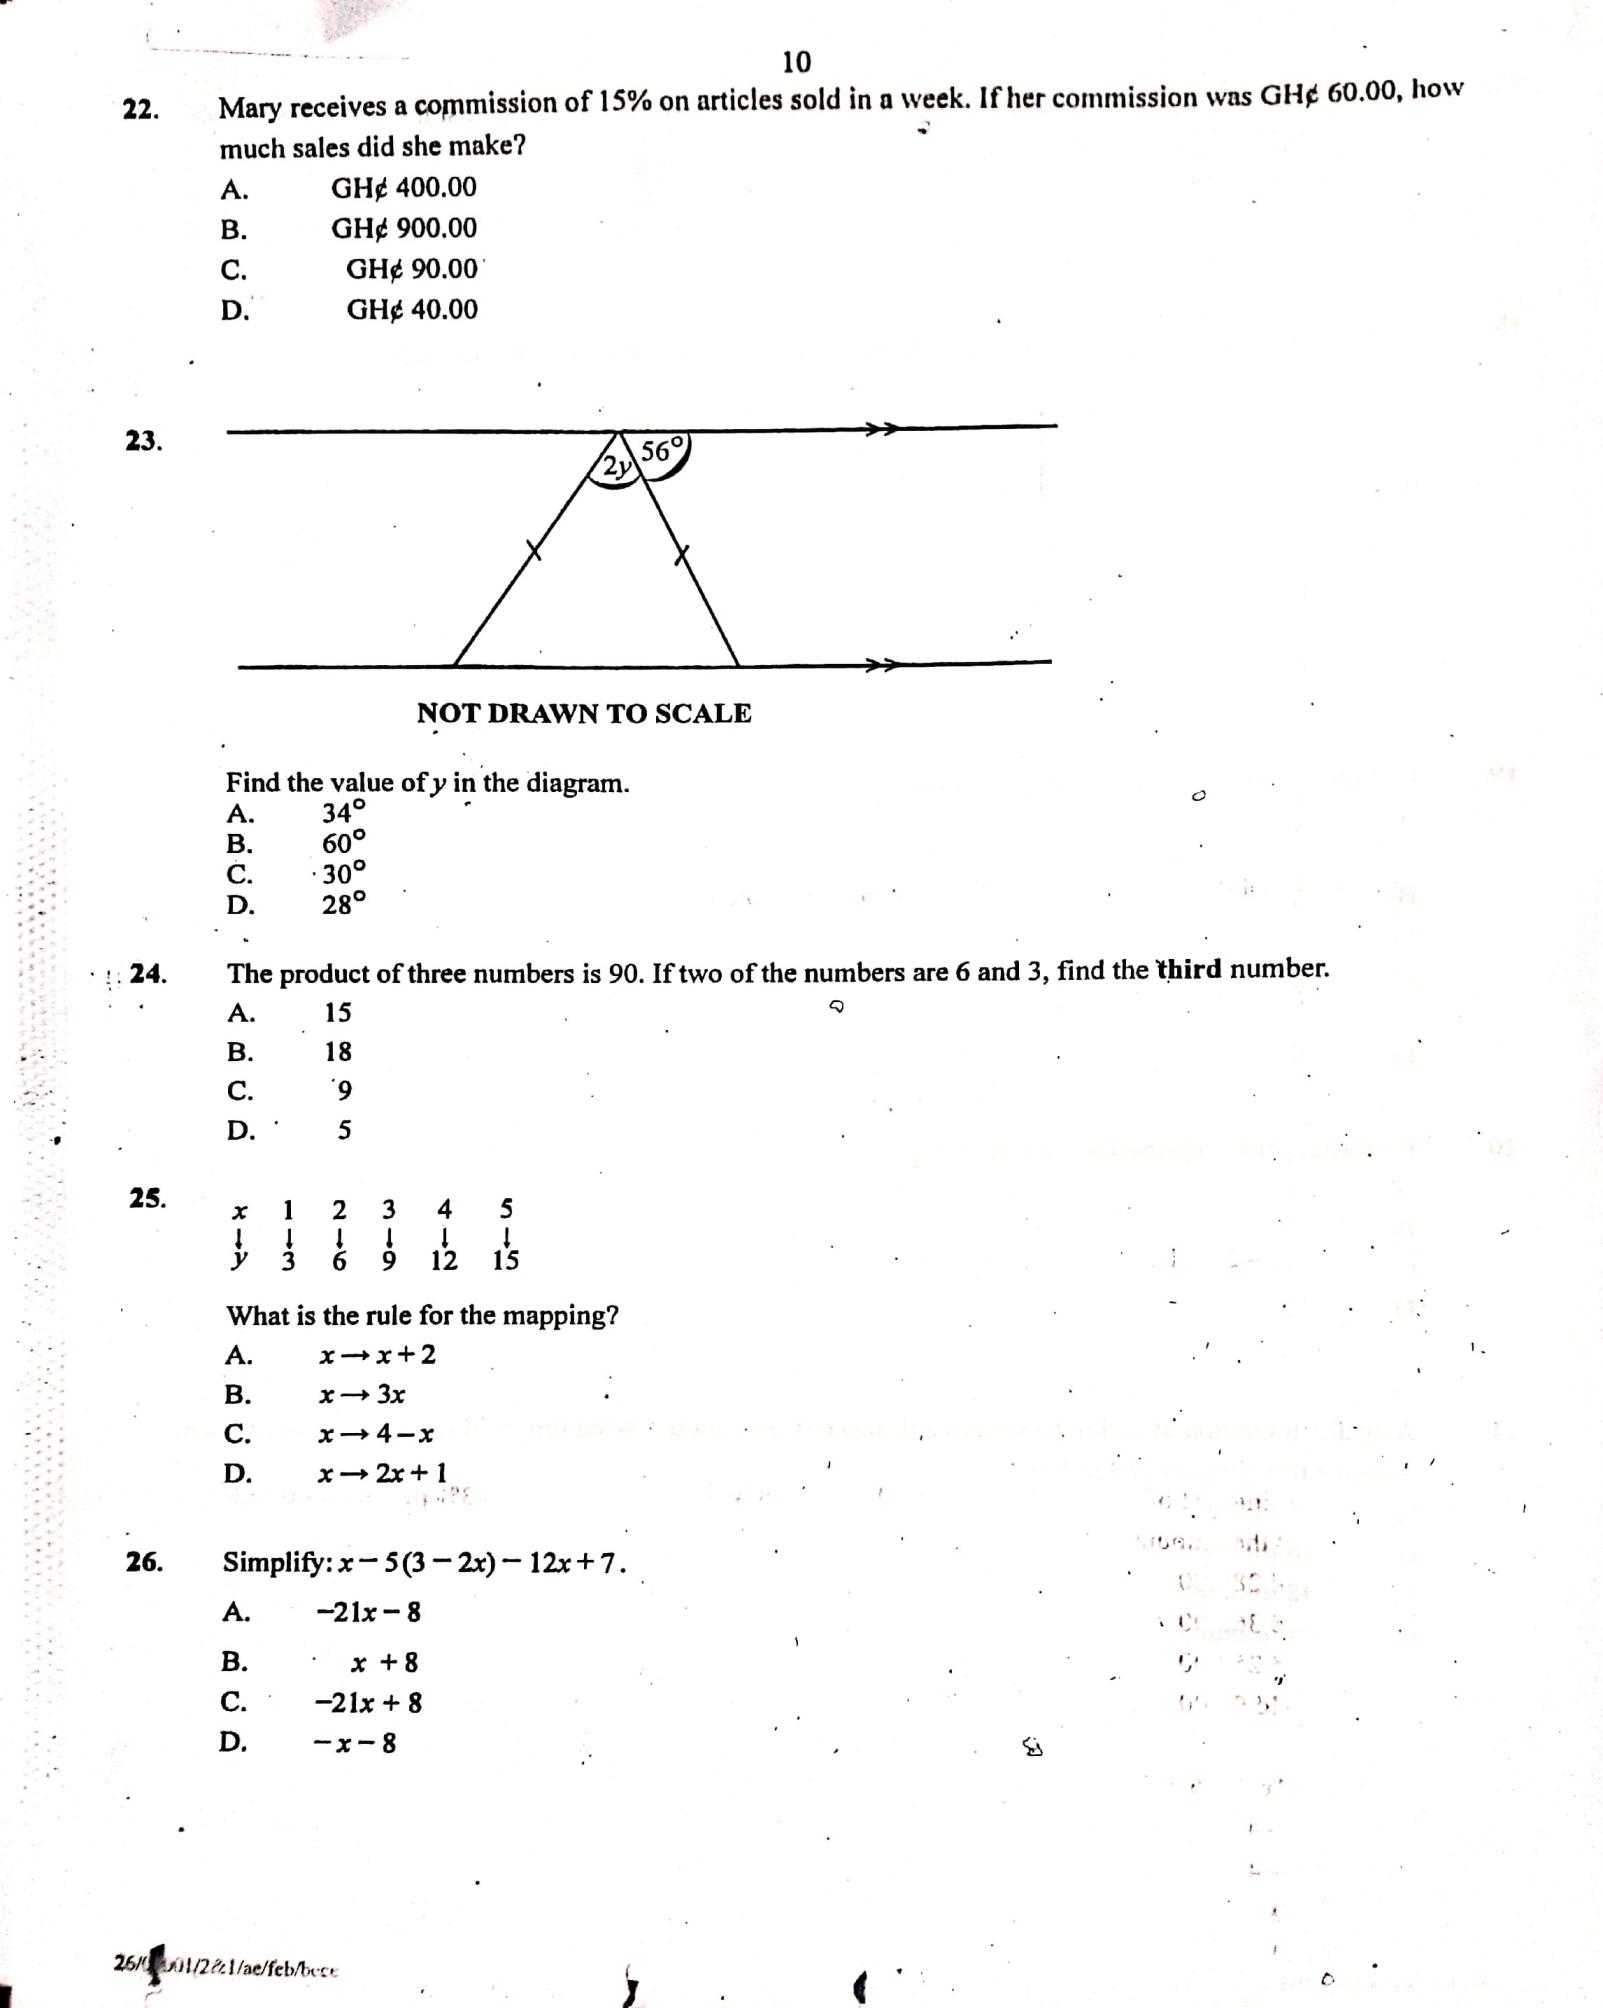 10
22. Mary receives a commission of 15% on articles sold in a week. If her commission was GH¢ 60.00, how
much sales did she make?
A. GH¢ 400.00
B. GH¢ 900.00
C. GH¢ 90.00
D. GH¢ 40.00
23.
2y 56°
NOT DRAWN TO SCALE
Find the value of y in the diagram.
A. 34°
B. 60°
C. 30°
D. 28°
24. The product of three numbers is 90. If two of the numbers are 6 and 3, find the third number.
A. 15
B. 18
C. 9
D. 5
25.
x 1 2 3 4 5
↓ ↓ ↓ ↓ ↓ ↓
y 3 6 9 12 15
What is the rule for the mapping?
A. x → x + 2
B. x → 3x
C. x → 4 – x
D. x → 2x + 1
26. Simplify: x – 5(3 – 2x) – 12x + 7.
A. –21x – 8
B. x + 8
C. –21x + 8
D. – x – 8